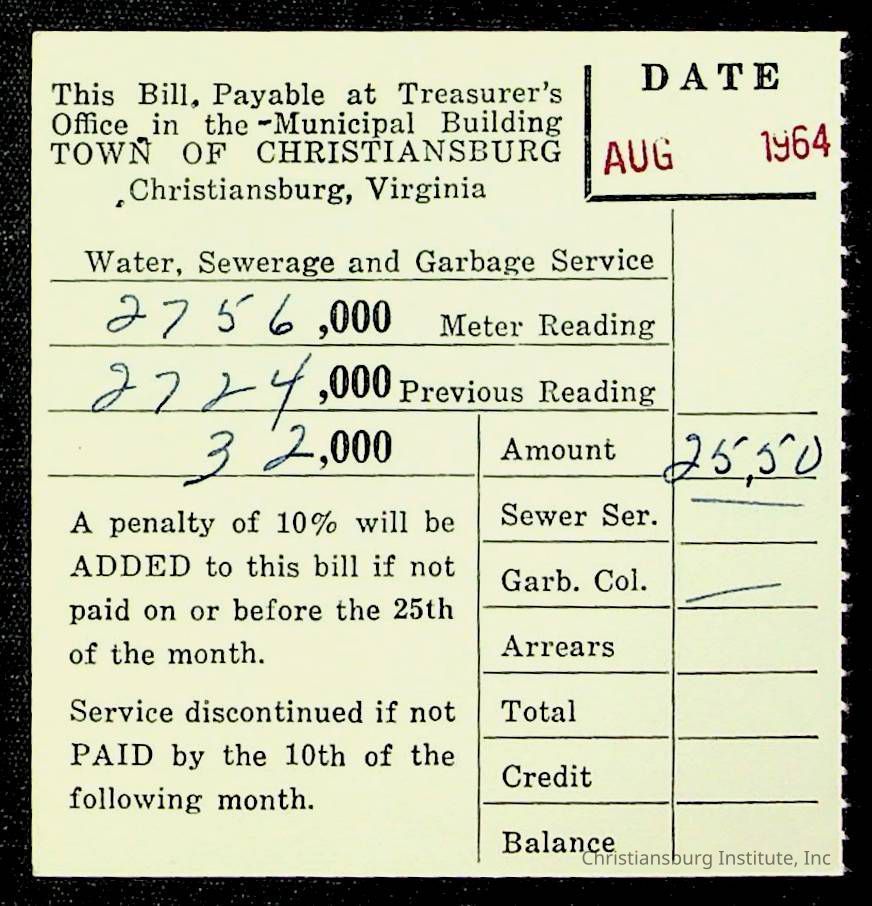 This Bill, Payable at Treasurer's
Office in the Municipal Building
TOWN OF CHRISTIANSBURG
Christiansburg, Virginia
DATE
AUG 1964
Water, Sewerage and Garbage Service
2756,000 Meter Reading
2724,000 Previous Reading
32,000
Amount 25,50
Sewer Ser. —
Garb. Col. —
Arrears
Total
Credit
Balance
A penalty of 10% will be
ADDED to this bill if not
paid on or before the 25th
of the month.
Service discontinued if not
PAID by the 10th of the
following month.
Christiansburg Institute, Inc